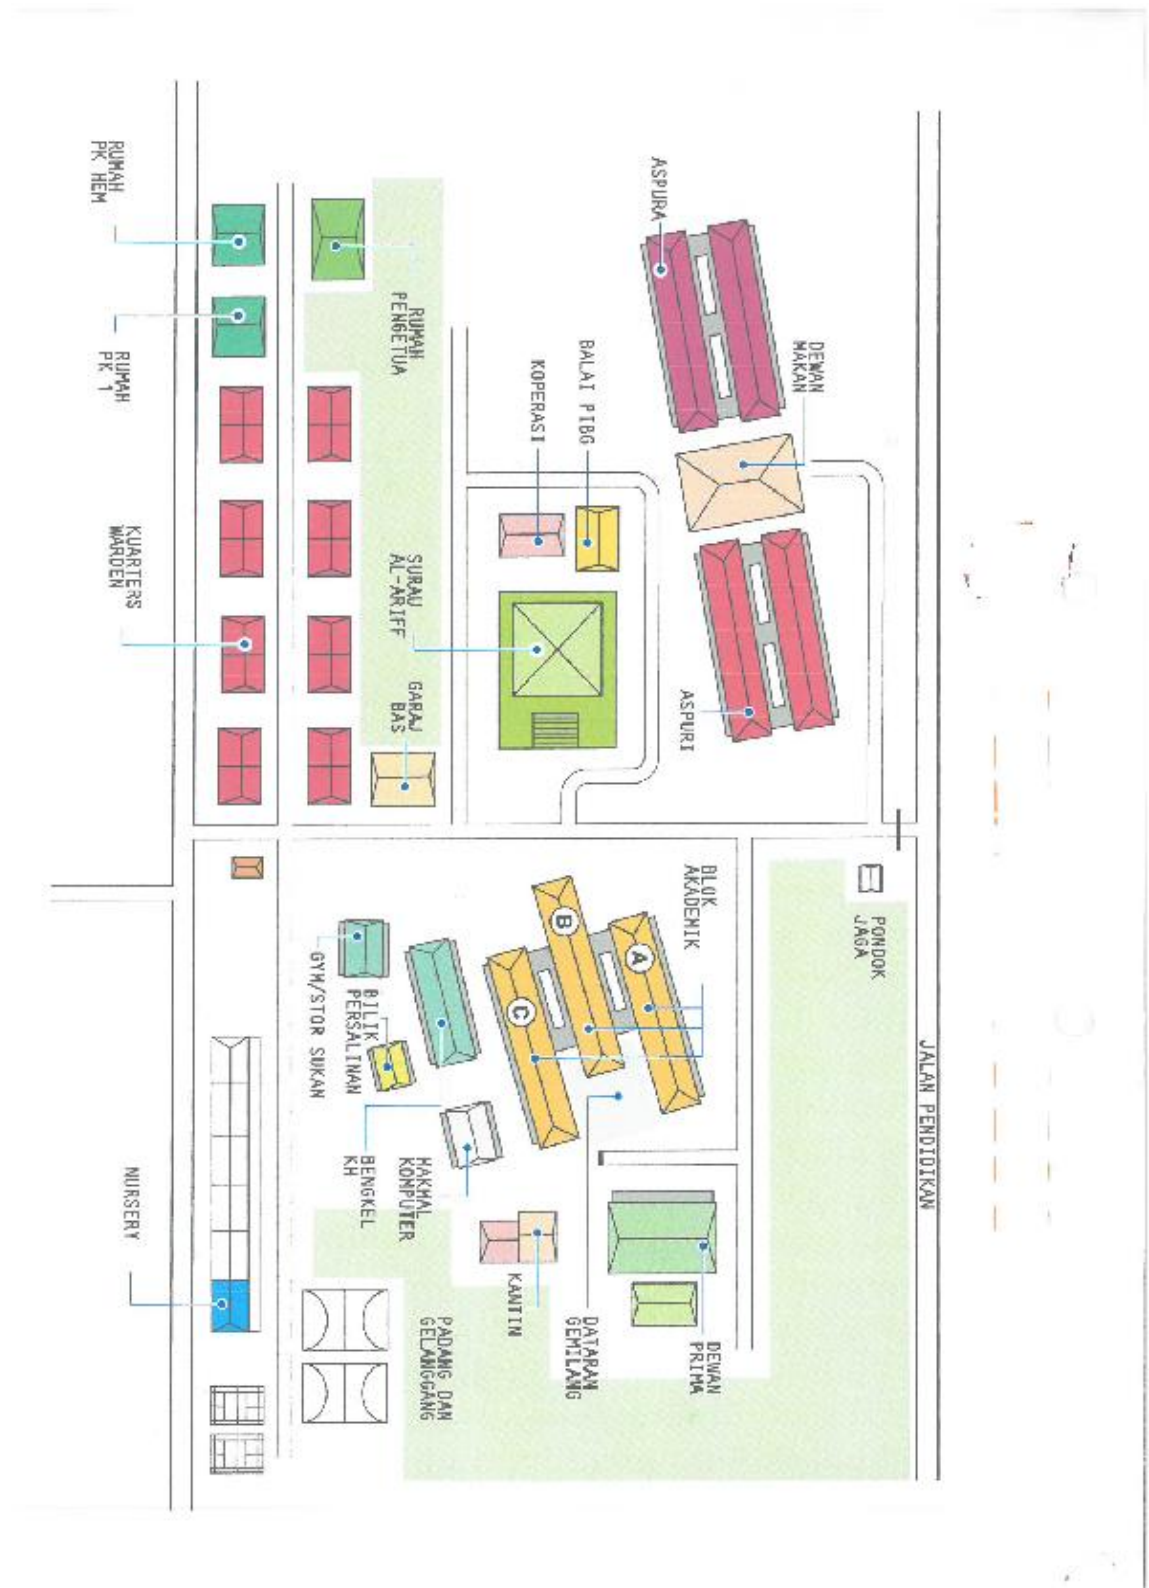 JALAN PENDIDIKAN
PONDOK
JAGA
ASPURA
DEWAN
MAKAN
ASPURI
BLOK
AKADEMIK
A
B
C
DEWAN
PRIMA
DATARAN
GEMILANG
BALAI PIBG
KOPERASI
SURAU
AL-ARIFF
GARAJ
BAS
KANTIN
MAKMAL
KOMPUTER
BENGKEL
KH
BILIK
PERSALINAN
GYM/STOR SUKAN
PADANG DAN
GELANGGANG
RUMAH
PENGETUA
RUMAH
PK HEM
RUMAH
PK 1
KUARTERS
WARDEN
NURSERY